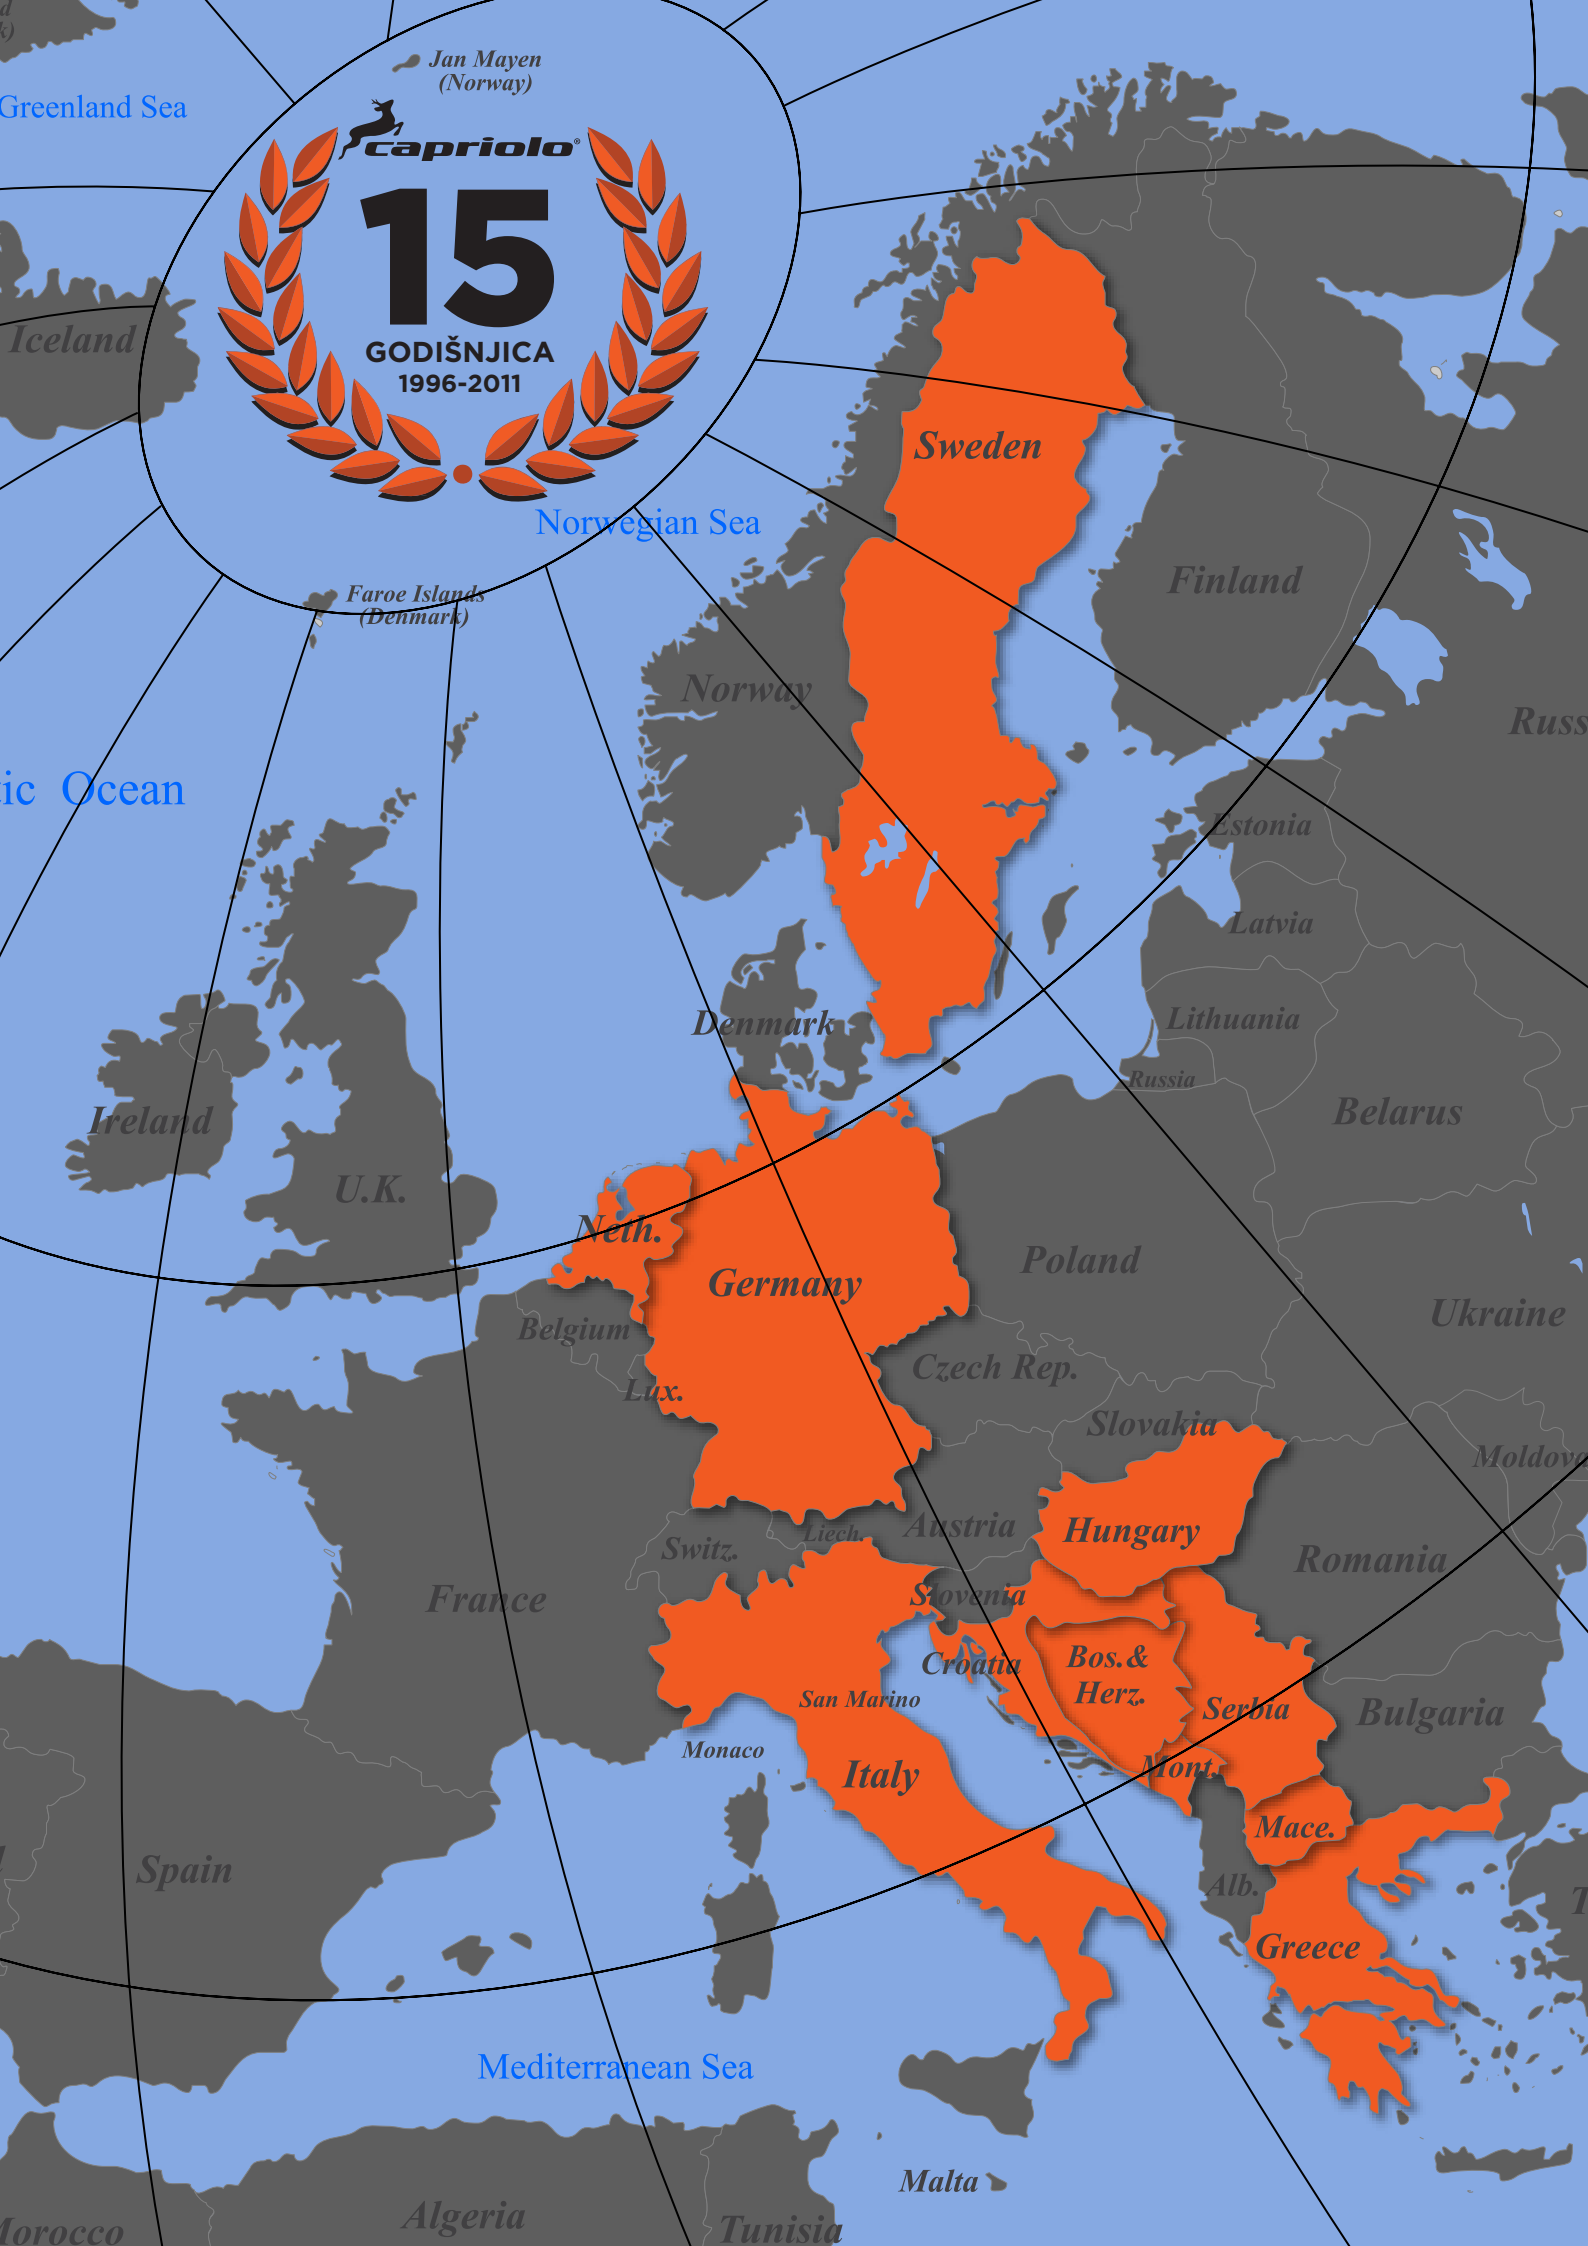 d
k)
Jan Mayen
(Norway)
Greenland Sea
capriolo®
15
GODIŠNJICA
1996-2011
Iceland
Sweden
Norwegian Sea
Finland
Faroe Islands
(Denmark)
Norway
Russ
tic Ocean
Estonia
Latvia
Denmark
Lithuania
Russia
Ireland
Belarus
U.K.
Neth.
Poland
Germany
Ukraine
Belgium
Czech Rep.
Lux.
Slovakia
Moldova
Hungary
Austria
Liech.
Switz.
Romania
France
Slovenia
Croatia
Bos.&
Herz.
San Marino
Serbia
Bulgaria
Monaco
Mont.
Italy
Mace.
Spain
Alb.
T
Greece
Mediterranean Sea
Malta
Algeria
Tunisia
Morocco